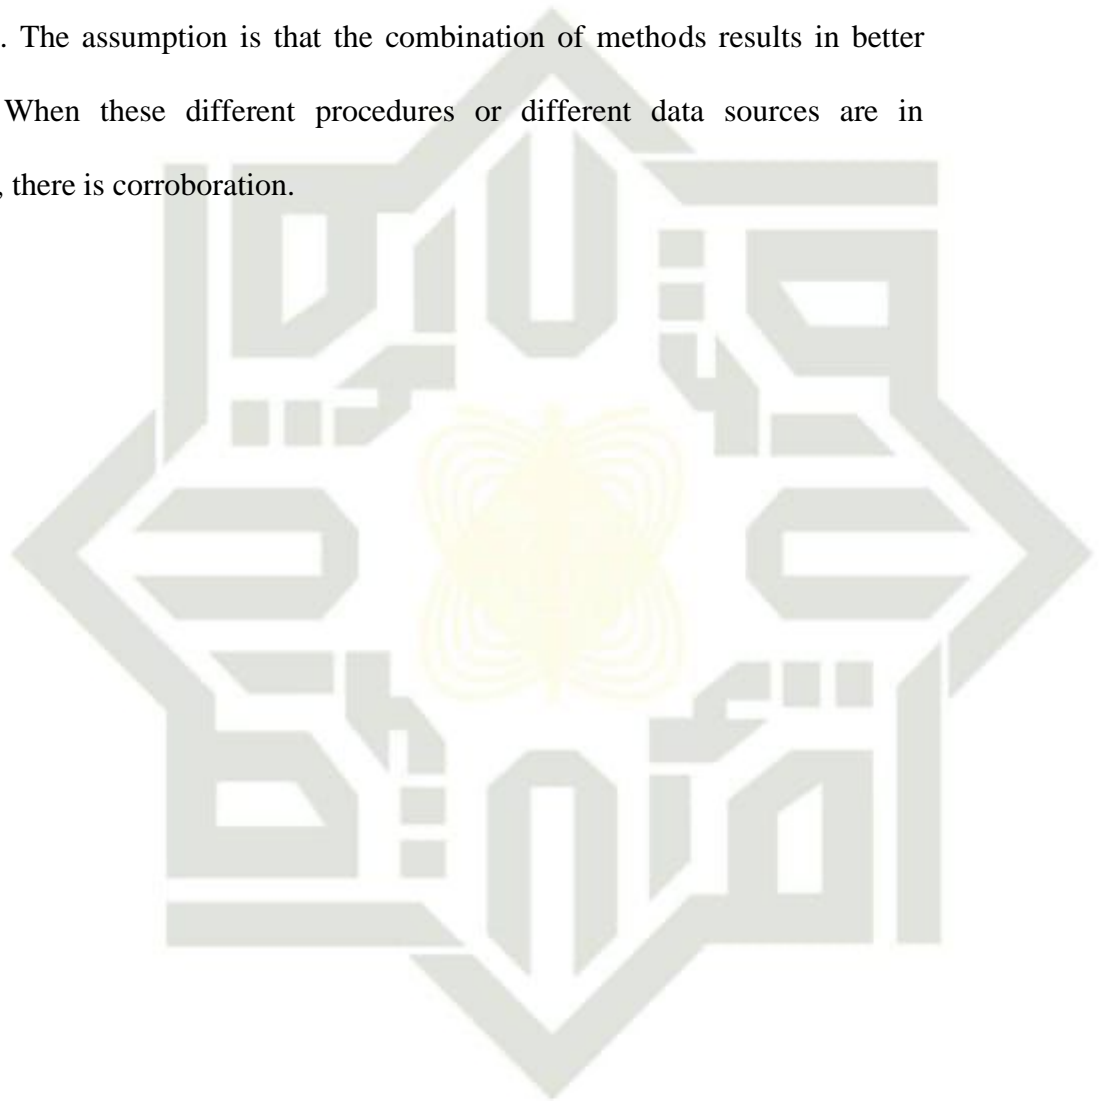 . The assumption is that the combination of methods results in better
When these different procedures or different data sources are in
, there is corroboration.